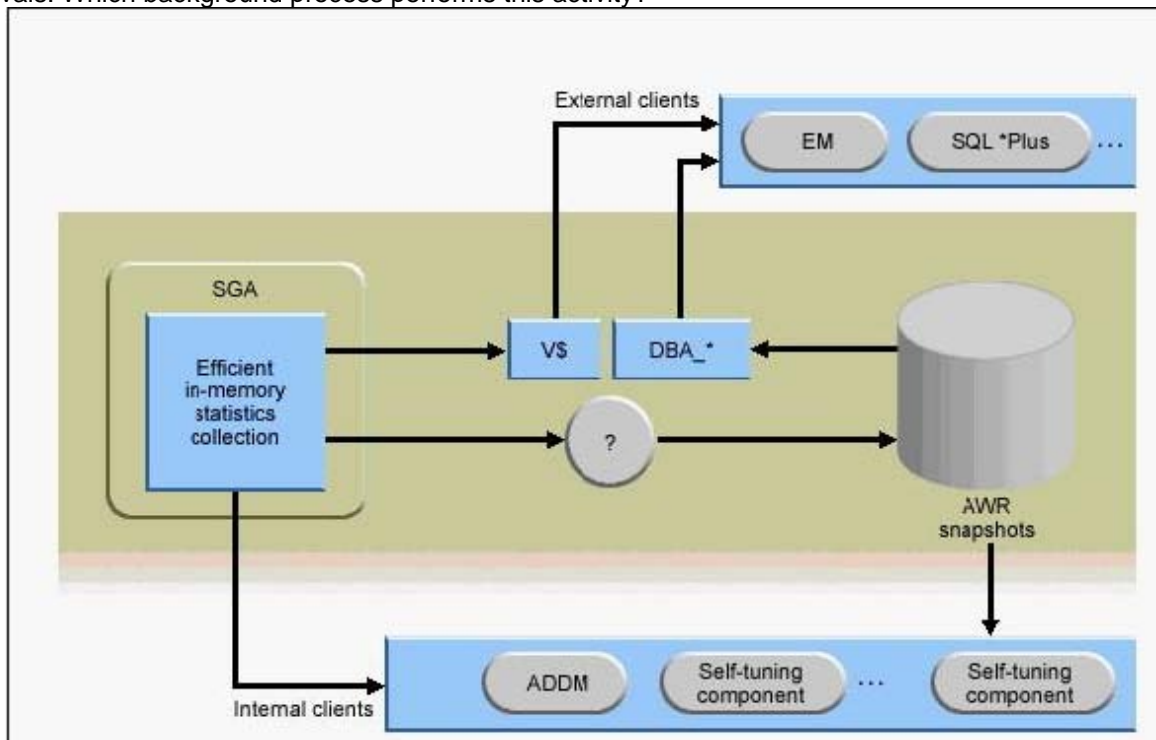 vals. Which background process performs this activity?
External clients
EM
SQL *Plus
...
SGA
Efficient
in-memory
statistics
collection
V$
DBA_*
?
AWR
snapshots
ADDM
Self-tuning
component
...
Self-tuning
component
Internal clients